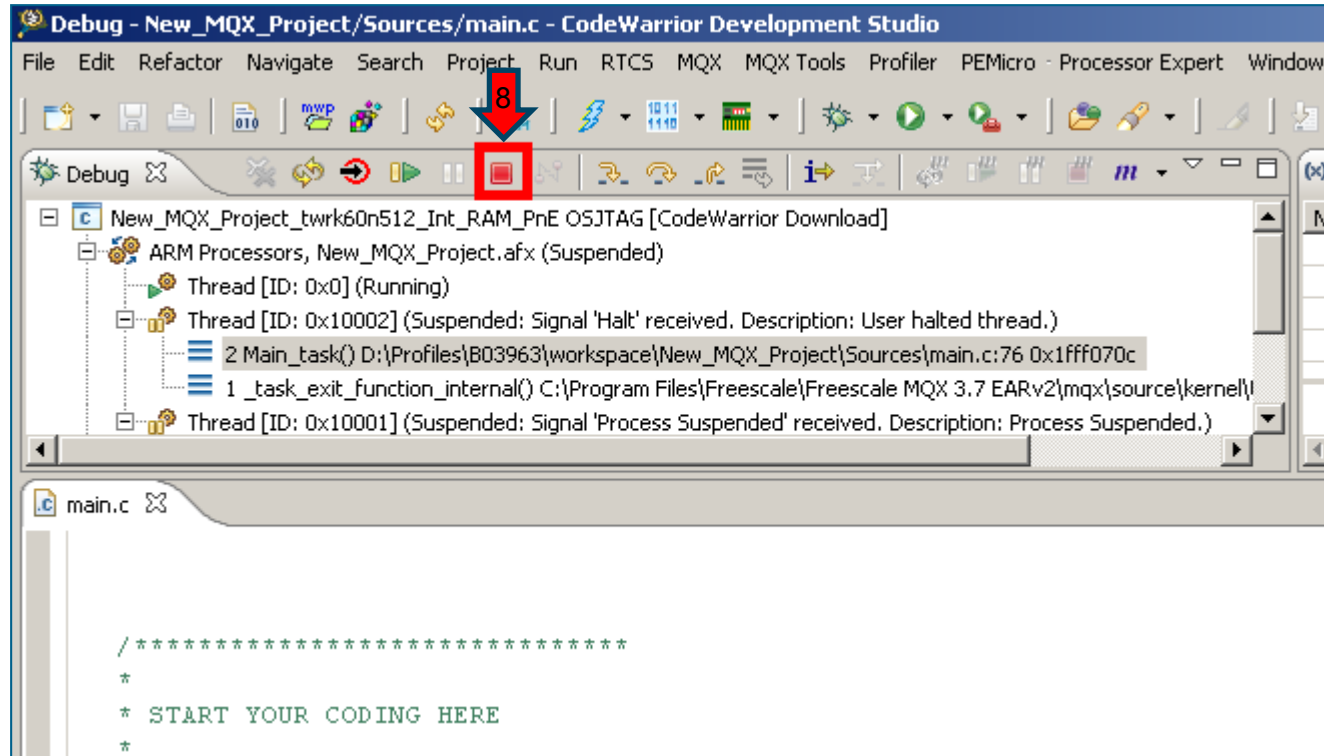 Debug - New_MQX_Project/Sources/main.c - CodeWarrior Development Studio
File Edit Refactor Navigate Search Project Run RTCS MQX MQX Tools Profiler PEMicro Processor Expert Window
8
010 mwp 1011 1110
Debug m
New_MQX_Project_twrk60n512_Int_RAM_PnE OSJTAG [CodeWarrior Download]
ARM Processors, New_MQX_Project.afx (Suspended)
Thread [ID: 0x0] (Running)
Thread [ID: 0x10002] (Suspended: Signal 'Halt' received. Description: User halted thread.)
2 Main_task() D:\Profiles\B03963\workspace\New_MQX_Project\Sources\main.c:76 0x1fff070c
1 _task_exit_function_internal() C:\Program Files\Freescale\Freescale MQX 3.7 EARv2\mqx\source\kernel\
Thread [ID: 0x10001] (Suspended: Signal 'Process Suspended' received. Description: Process Suspended.)
main.c
/*******************************
*
* START YOUR CODING HERE
*